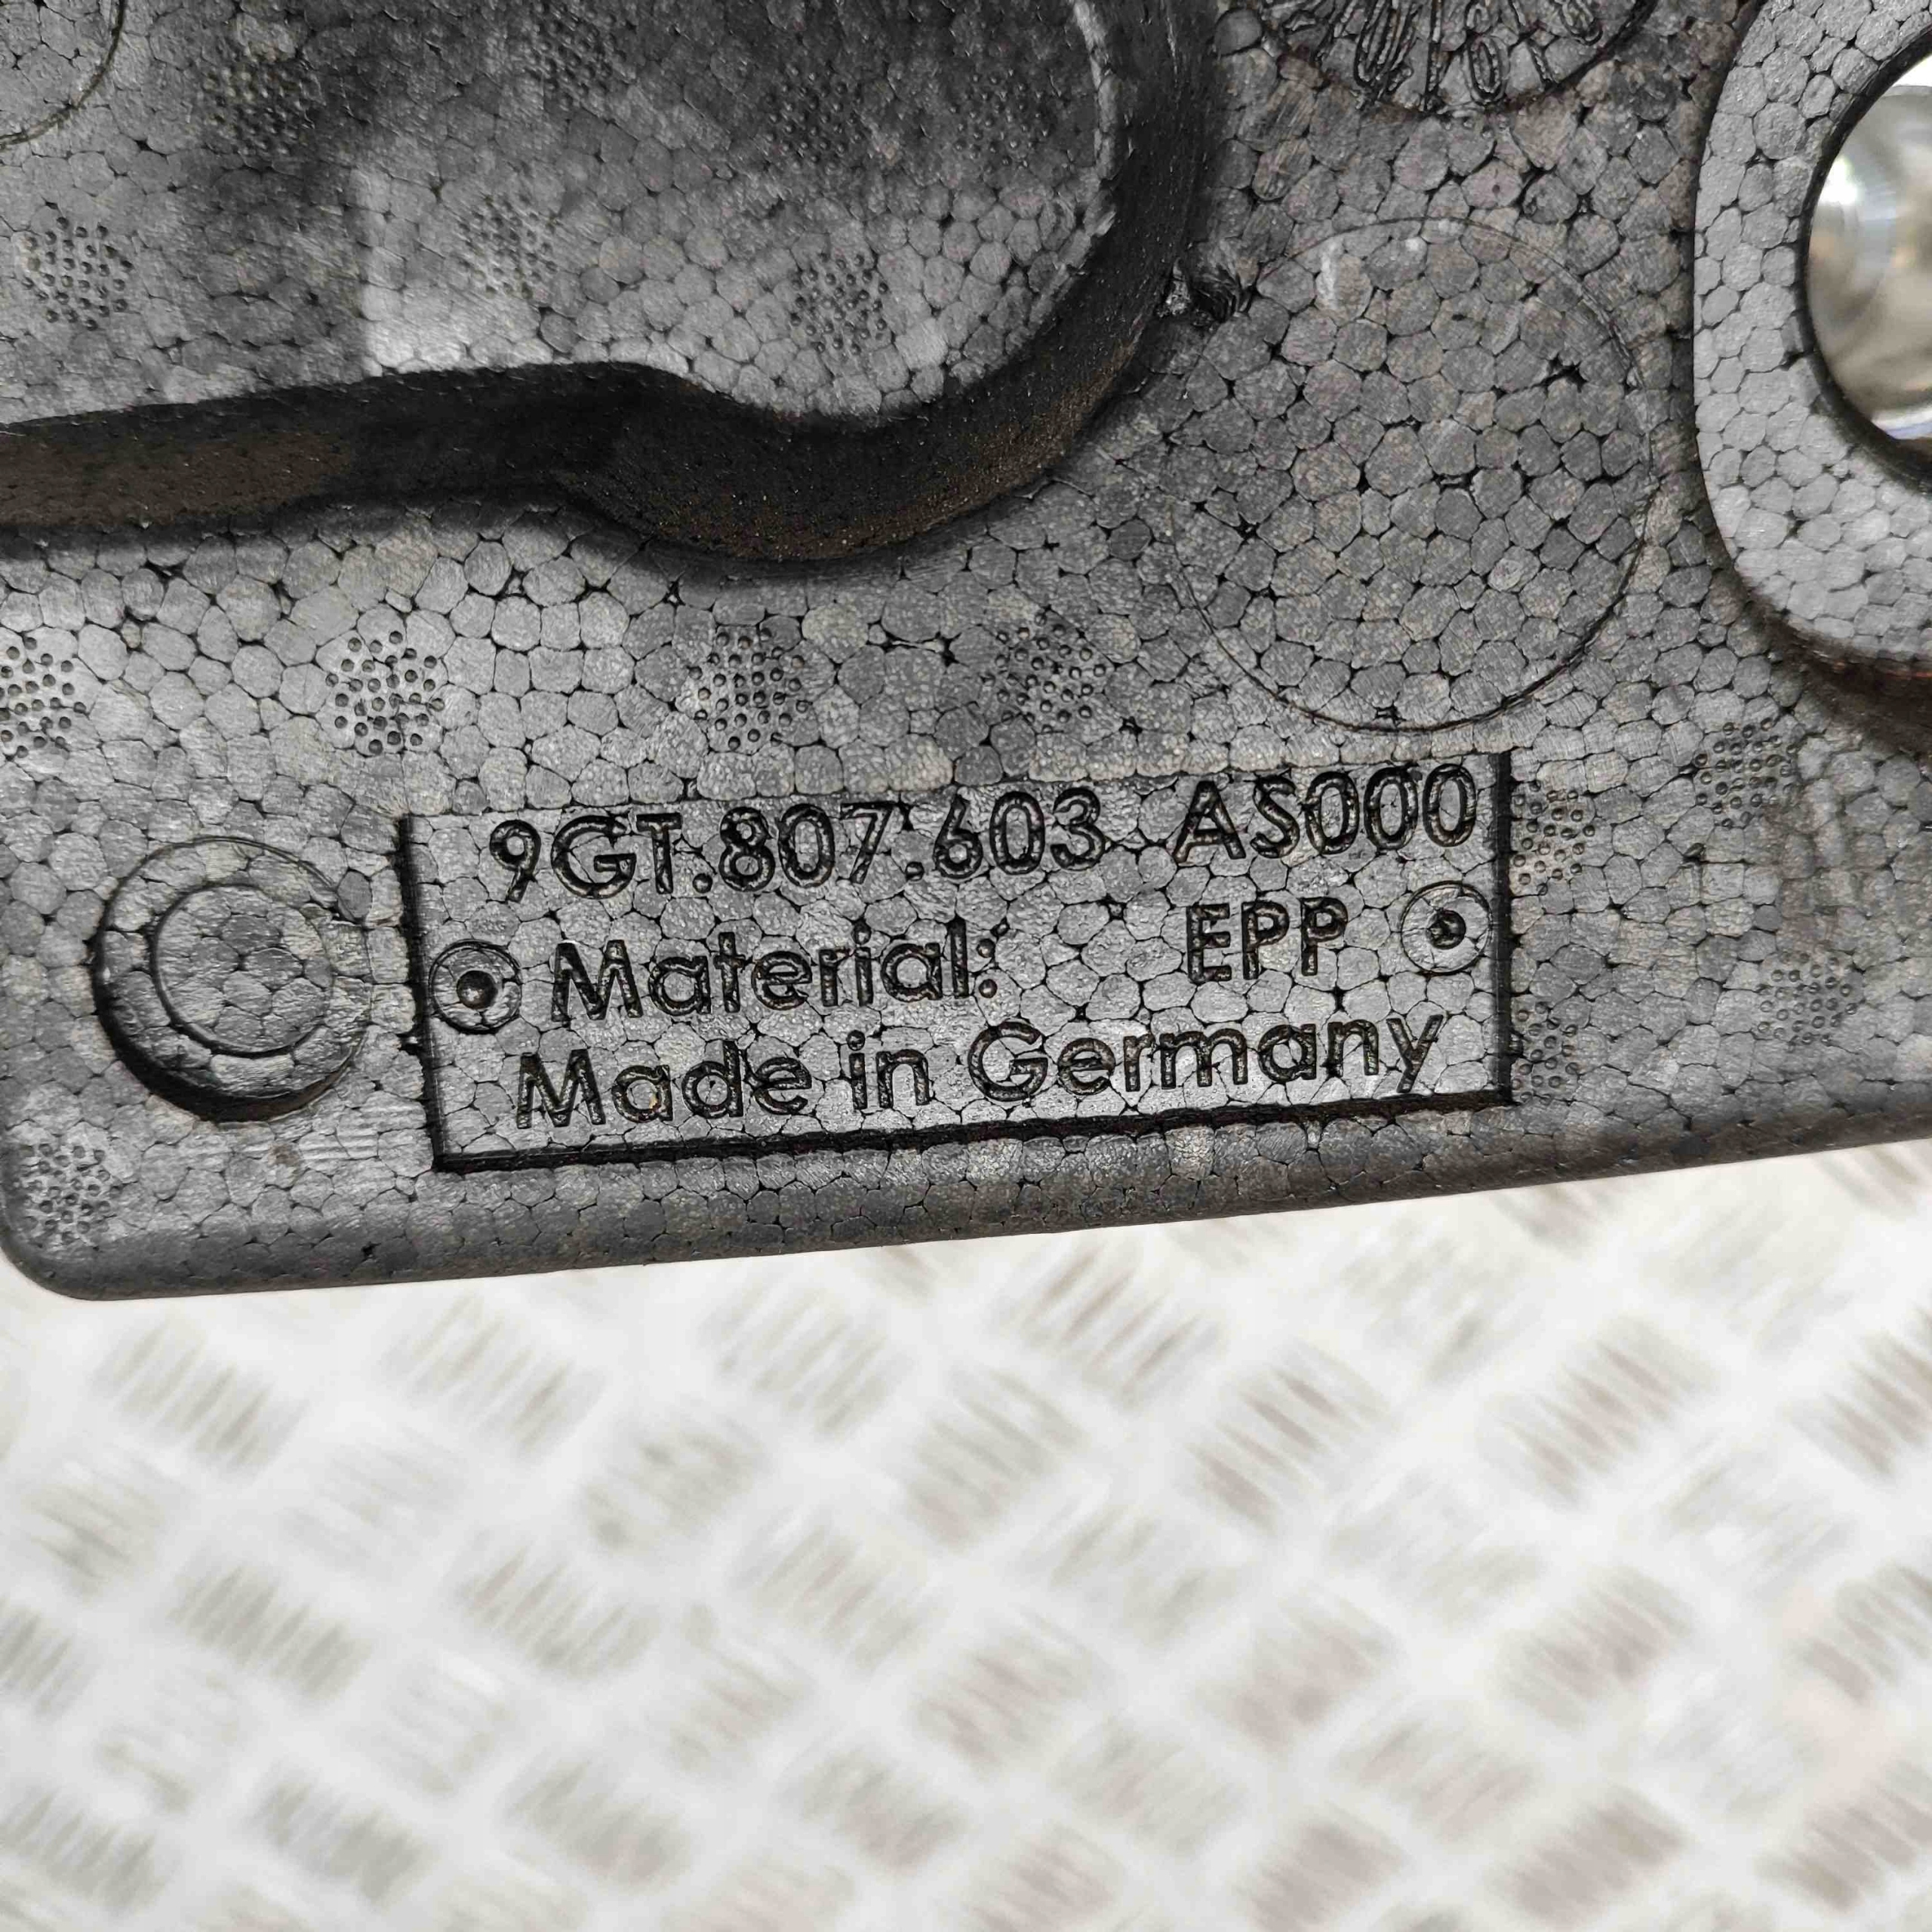 9GT.807.603 AS000
Material: EPP
Made in Germany